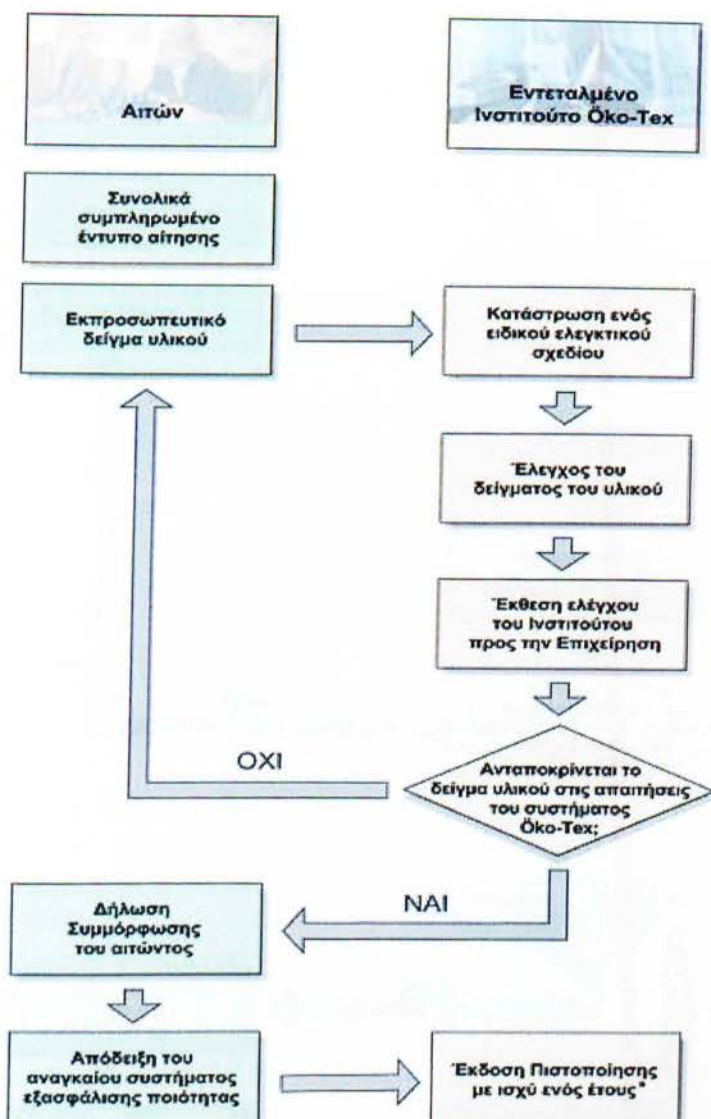 Αιτών
Εντεταλμένο
Ινστιτούτο Öko-Tex
Συνολικά
συμπληρωμένο
έντυπο αίτησης
Εκπροσωπευτικό
δείγμα υλικού
Κατάστρωση ενός
ειδικού ελεγκτικού
σχεδίου
Έλεγχος του
δείγματος του υλικού
Έκθεση ελέγχου
του Ινστιτούτου
προς την Επιχείρηση
Ανταποκρίνεται το
δείγμα υλικού στις απαιτήσεις
του συστήματος
Öko-Tex;
ΟΧΙ
ΝΑΙ
Δήλωση
Συμμόρφωσης
του αιτώντος
Απόδειξη του
αναγκαίου συστήματος
εξασφάλισης ποιότητας
Έκδοση Πιστοποίησης
με ισχύ ενός έτους*